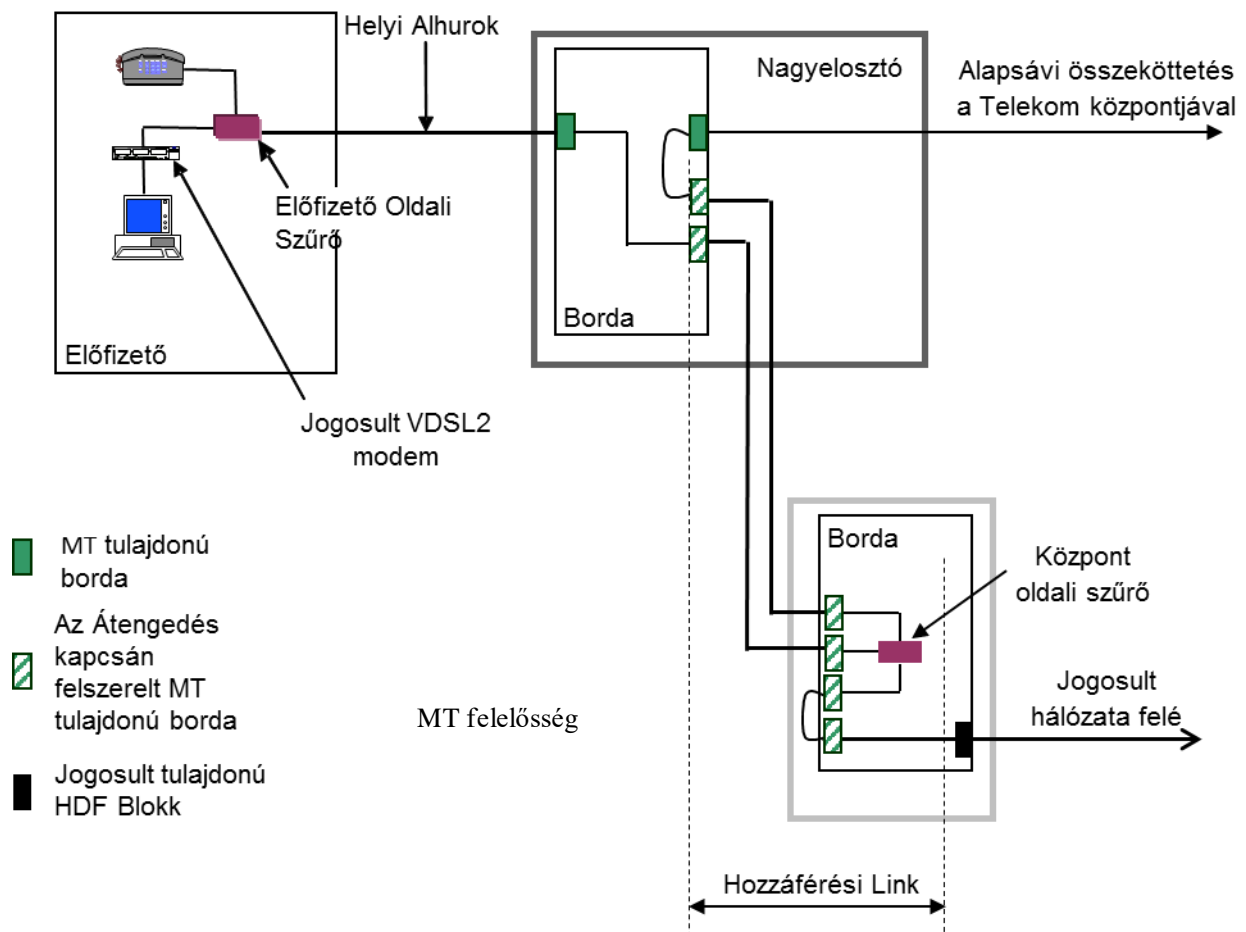 Helyi Alhurok
Nagyelosztó
Alapsávi összeköttetés
a Telekom központjával
Előfizető Oldali
Szűrő
Borda
Előfizető
Jogosult VDSL2
modem
MT tulajdonú
borda
Az Átengedés
kapcsán
felszerelt MT
tulajdonú borda
Jogosult tulajdonú
HDF Blokk
MT felelősség
Borda
Központ
oldali szűrő
Jogosult
hálózata felé
Hozzáférési Link